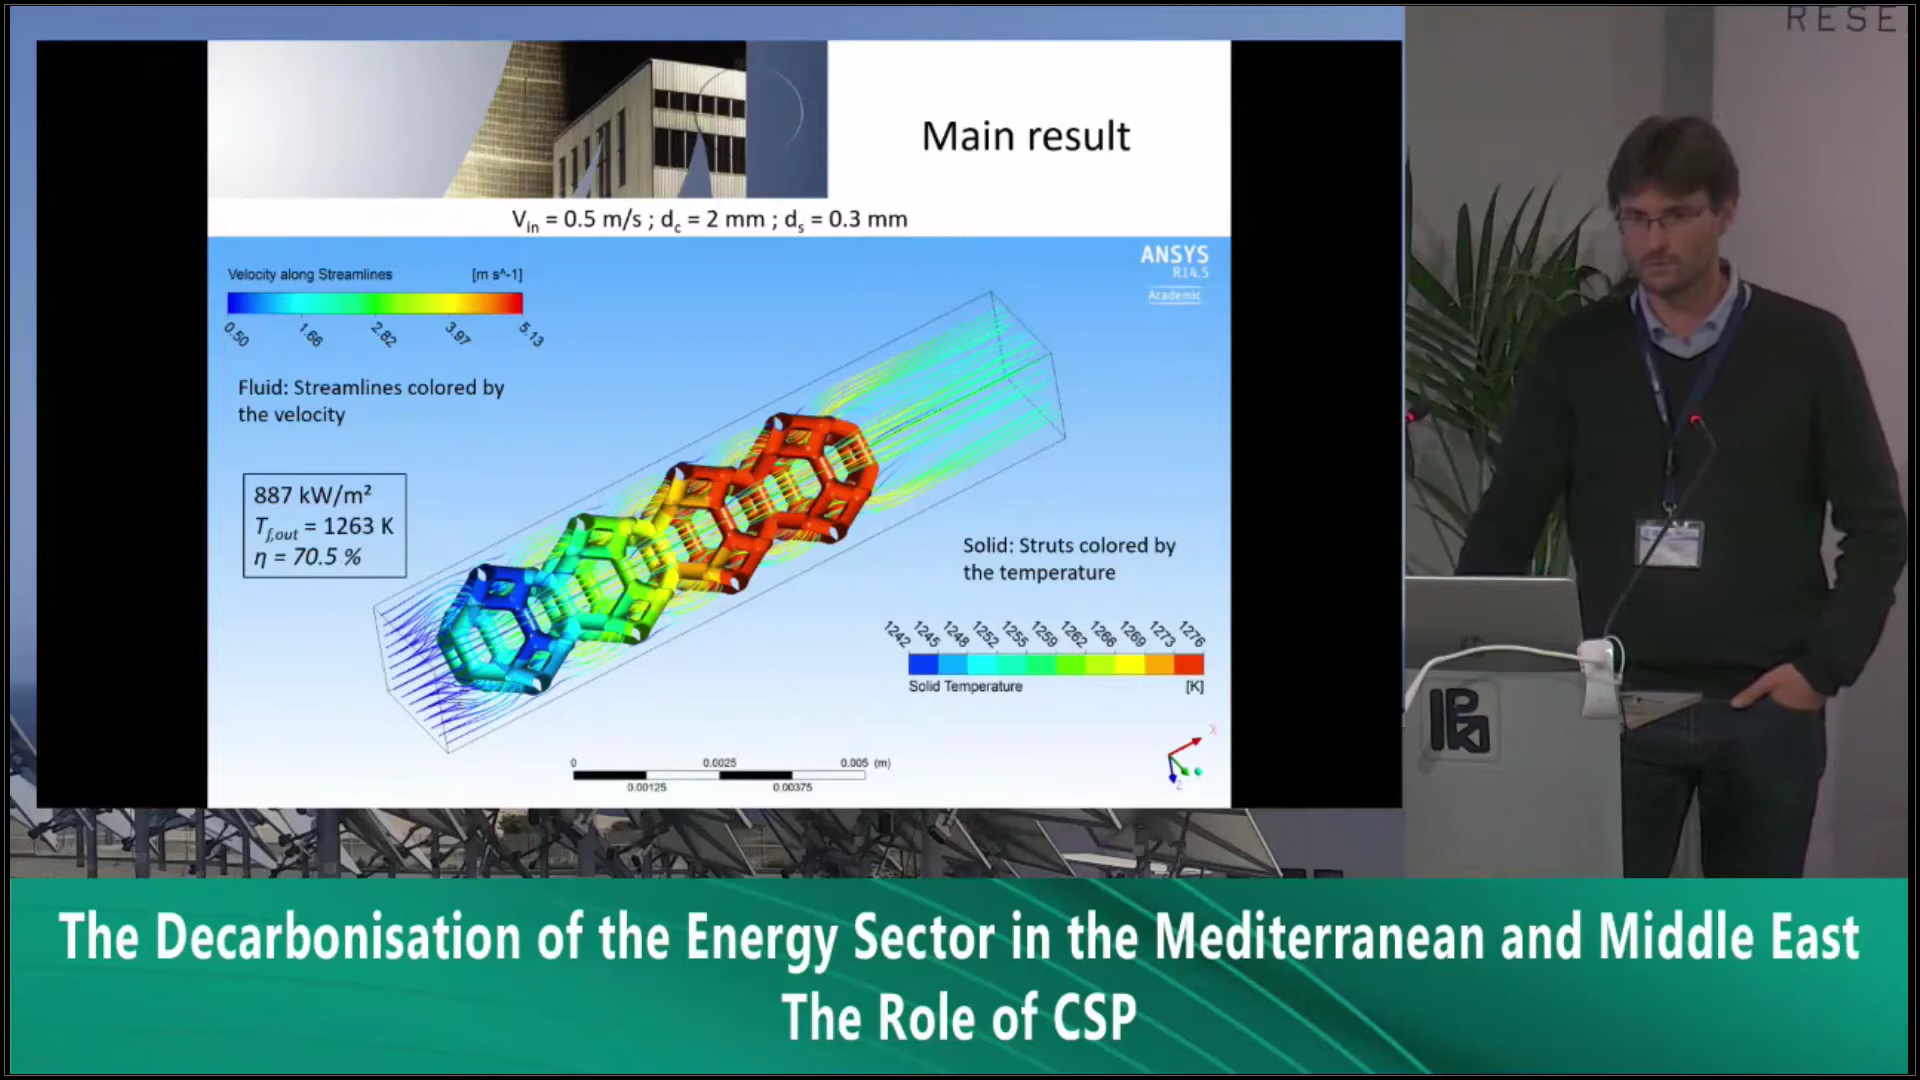 RESE
Main result
Vin = 0.5 m/s ; dc = 2 mm ; ds = 0.3 mm
ANSYS
R14.5
Academic
Velocity along Streamlines [m s^-1]
0.50 1.66 2.82 3.97 5.13
Fluid: Streamlines colored by
the velocity
887 kW/m²
Tf,out = 1263 K
η = 70.5 %
Solid: Struts colored by
the temperature
1242 1245 1248 1252 1255 1259 1262 1266 1269 1273 1276
Solid Temperature [K]
0 0.0025 0.005 (m)
0.00125 0.00375
X
Z
The Decarbonisation of the Energy Sector in the Mediterranean and Middle East
The Role of CSP